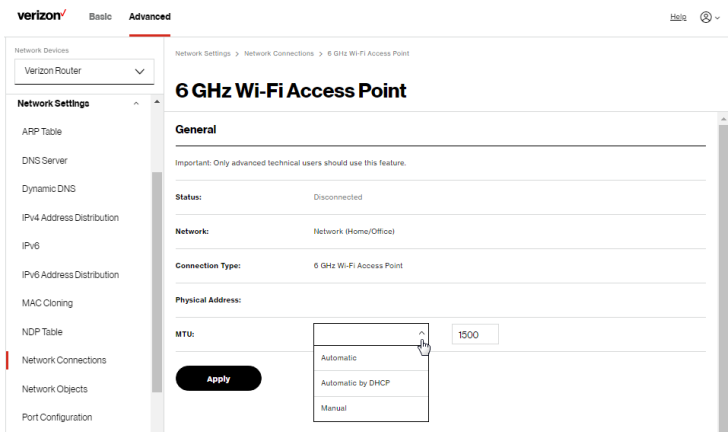 verizon✓ Basic Advanced Help
Network Devices
Verizon Router
Network Settings
ARP Table
DNS Server
Dynamic DNS
IPv4 Address Distribution
IPv6
IPv6 Address Distribution
MAC Cloning
NDP Table
Network Connections
Network Objects
Port Configuration
Network Settings > Network Connections > 6 GHz Wi-Fi Access Point
6 GHz Wi-Fi Access Point
General
Important: Only advanced technical users should use this feature.
Status: Disconnected
Network: Network (Home/Office)
Connection Type: 6 GHz Wi-Fi Access Point
Physical Address:
MTU: 1500
Automatic
Automatic by DHCP
Manual
Apply